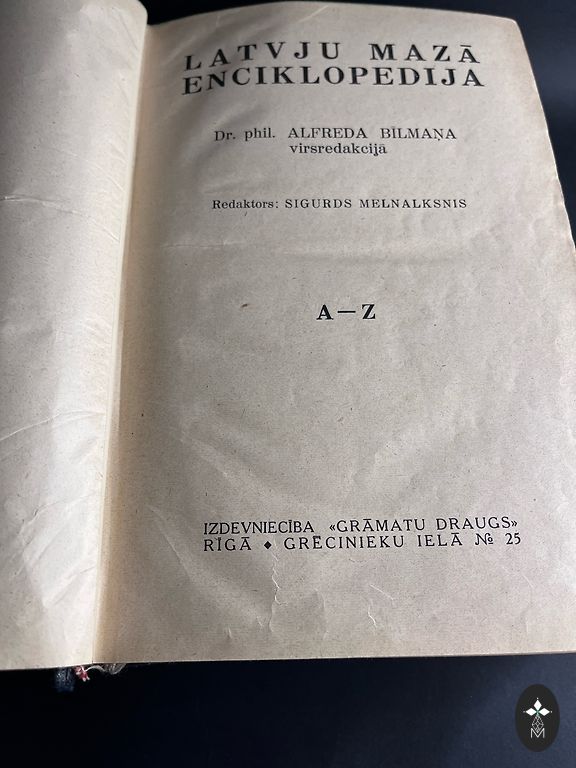 LATVJU MAZĀ
ENCIKLOPEDIJA
Dr. phil. ALFREDA BĪLMAŅA
virsredakcijā
Redaktors: SIGURDS MELNALKSNIS
A—Z
IZDEVNIECĪBA «GRĀMATU DRAUGS»
RĪGĀ ◆ GRĒCINIEKU IELĀ № 25
M